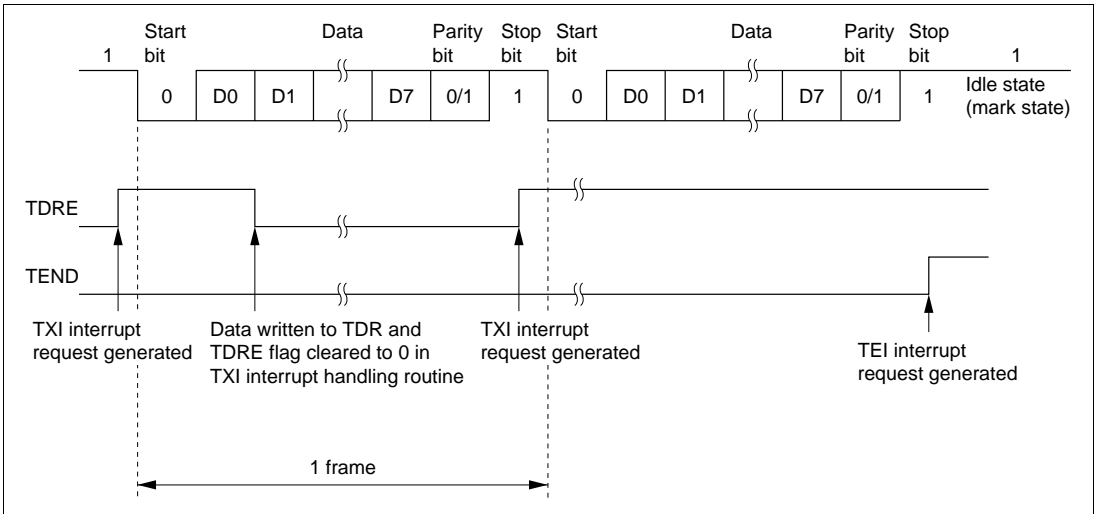 1 Start bit Data Parity bit Stop bit Start bit Data Parity bit Stop bit 1
0 D0 D1 D7 0/1 1 0 D0 D1 D7 0/1 1 Idle state (mark state)
TDRE
TEND
TXI interrupt
request generated
Data written to TDR and
TDRE flag cleared to 0 in
TXI interrupt handling routine
TXI interrupt
request generated
TEI interrupt
request generated
1 frame